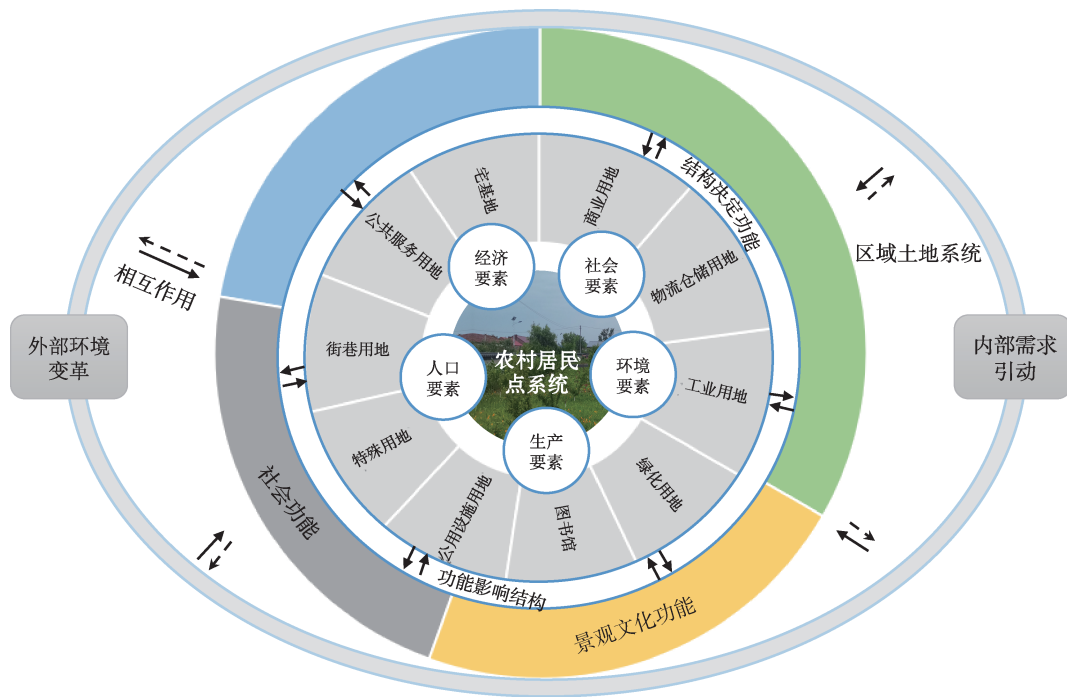 结构决定功能
区域土地系统
相互作用
外部环境
变革
内部需求
引动
宅基地
商业用地
公共服务用地
物流仓储用地
街巷用地
工业用地
特殊用地
绿化用地
公用设施用地
图书馆
经济
要素
社会
要素
人口
要素
环境
要素
生产
要素
农村居民
点系统
社会功能
功能影响结构
景观文化功能